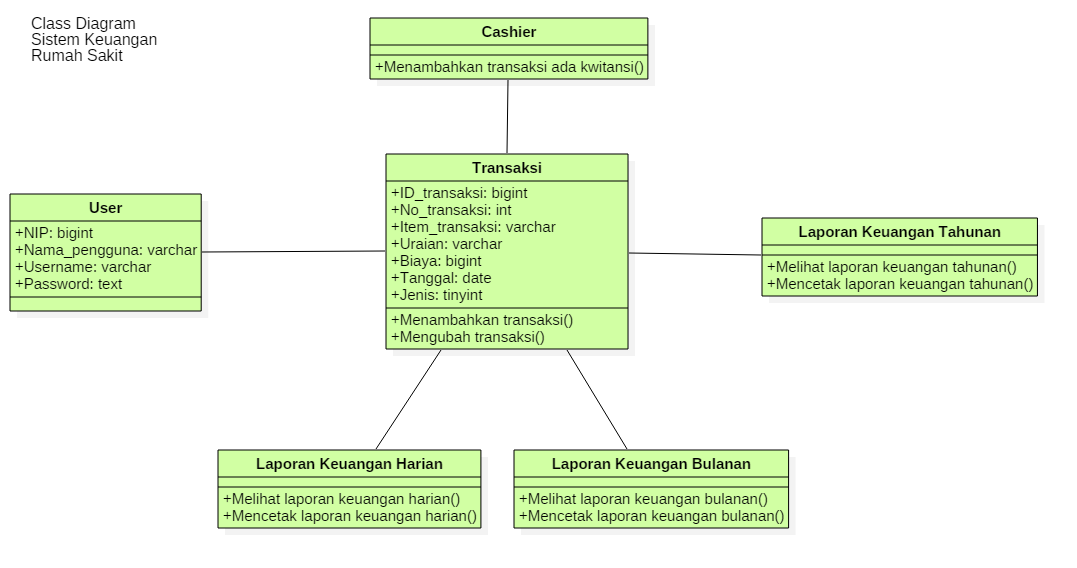 Class Diagram
Sistem Keuangan
Rumah Sakit
Cashier
+Menambahkan transaksi ada kwitansi()
Transaksi
+ID_transaksi: bigint
+No_transaksi: int
+Item_transaksi: varchar
+Uraian: varchar
+Biaya: bigint
+Tanggal: date
+Jenis: tinyint
+Menambahkan transaksi()
+Mengubah transaksi()
User
+NIP: bigint
+Nama_pengguna: varchar
+Username: varchar
+Password: text
Laporan Keuangan Tahunan
+Melihat laporan keuangan tahunan()
+Mencetak laporan keuangan tahunan()
Laporan Keuangan Harian
+Melihat laporan keuangan harian()
+Mencetak laporan keuangan harian()
Laporan Keuangan Bulanan
+Melihat laporan keuangan bulanan()
+Mencetak laporan keuangan bulanan()